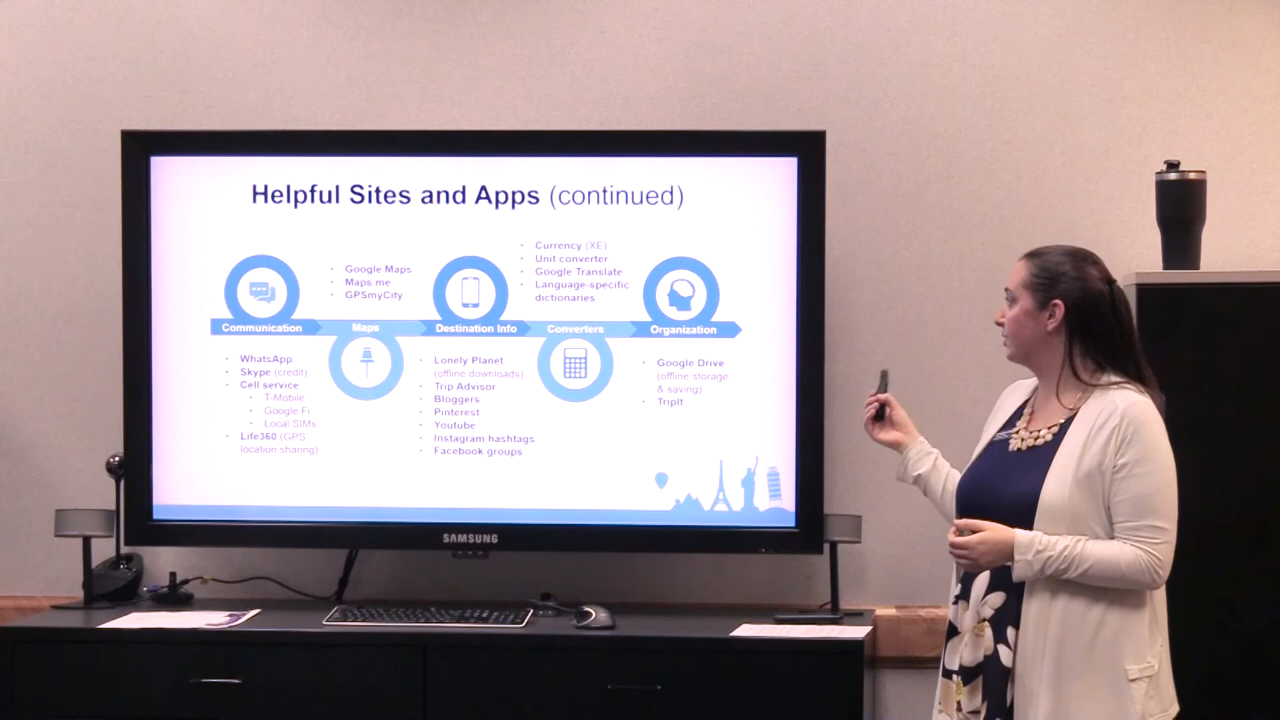 Helpful Sites and Apps (continued)
Communication
WhatsApp
Skype (credit)
Cell service
T-Mobile
Google Fi
Local SIMs
Life360 (GPS
location sharing)
Google Maps
Maps.me
GPSmyCity
Maps
Destination Info
Lonely Planet
(offline downloads)
Trip Advisor
Bloggers
Pinterest
Youtube
Instagram hashtags
Facebook groups
Currency (XE)
Unit converter
Google Translate
Language-specific
dictionaries
Converters
Organization
Google Drive
(offline storage
& saving)
TripIt
SAMSUNG